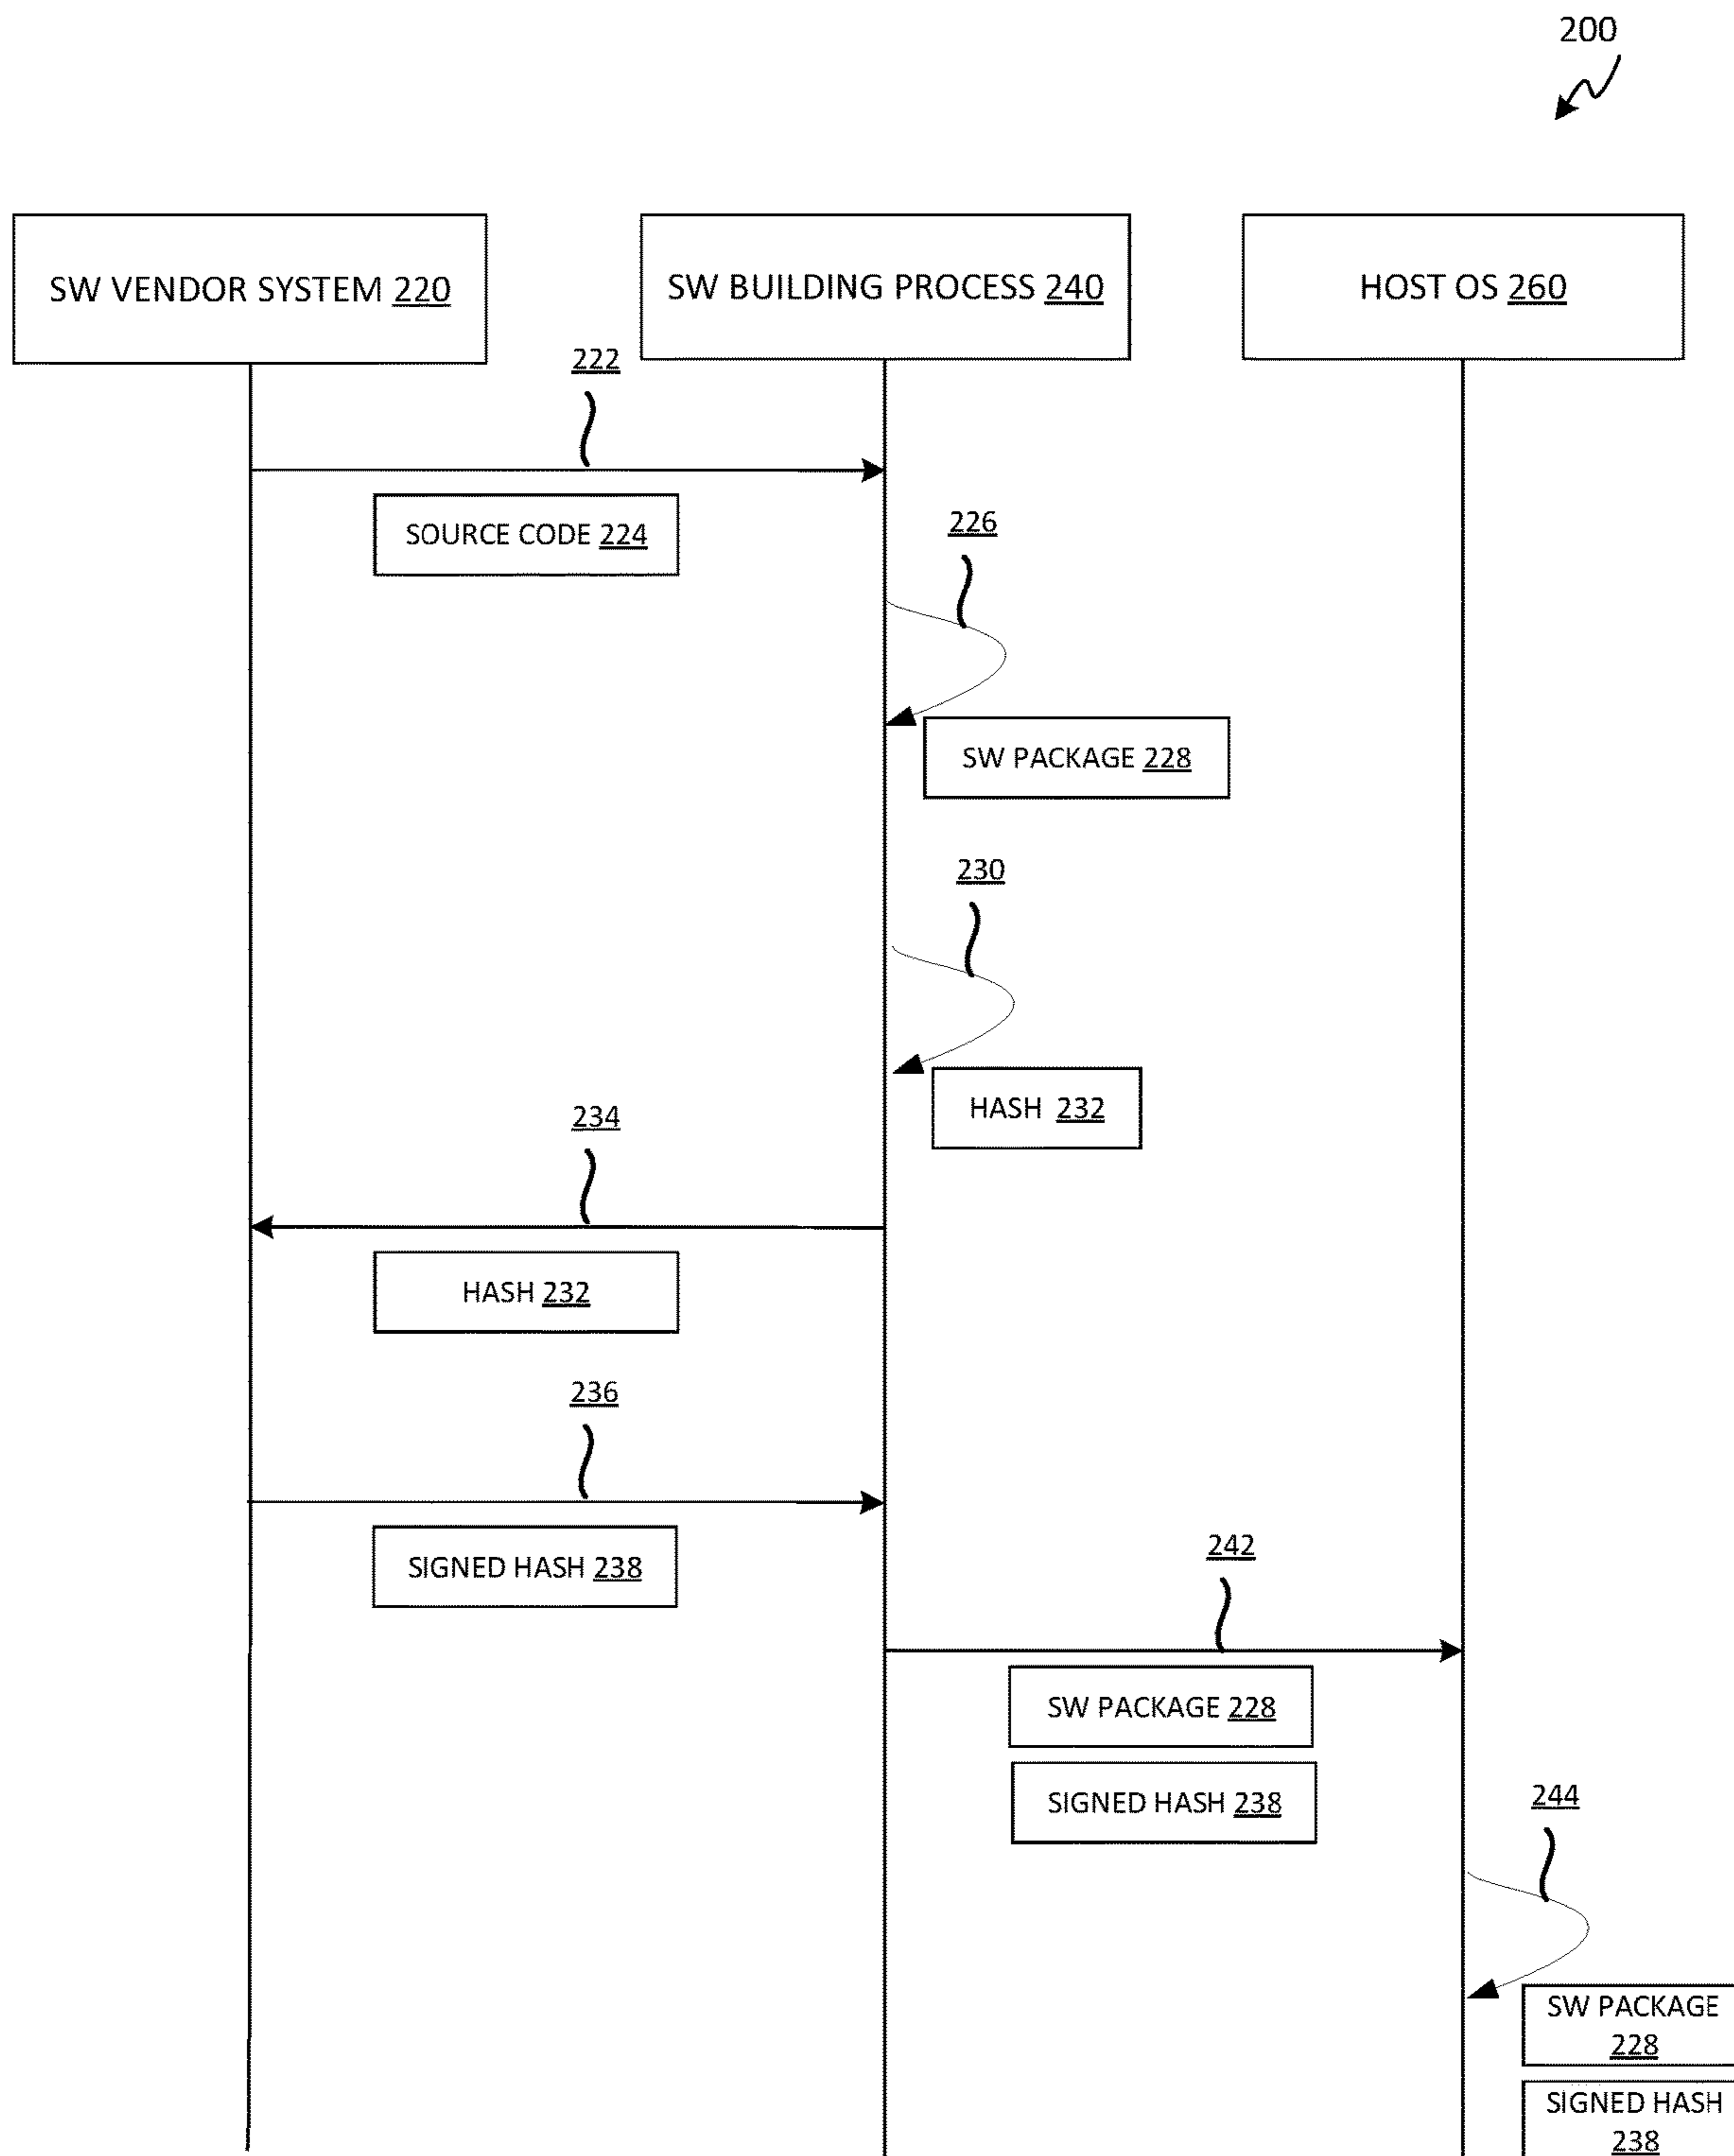 200
SW VENDOR SYSTEM 220
SW BUILDING PROCESS 240
HOST OS 260
222
SOURCE CODE 224
226
SW PACKAGE 228
230
HASH 232
234
HASH 232
236
SIGNED HASH 238
242
SW PACKAGE 228
SIGNED HASH 238
244
SW PACKAGE
228
SIGNED HASH
238